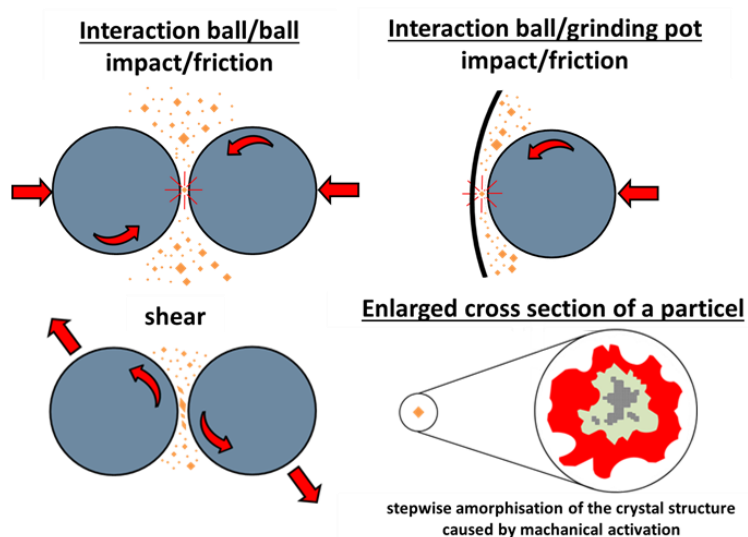 Interaction ball/ball
impact/friction
Interaction ball/grinding pot
impact/friction
shear
Enlarged cross section of a particel
stepwise amorphisation of the crystal structure
caused by machanical activation